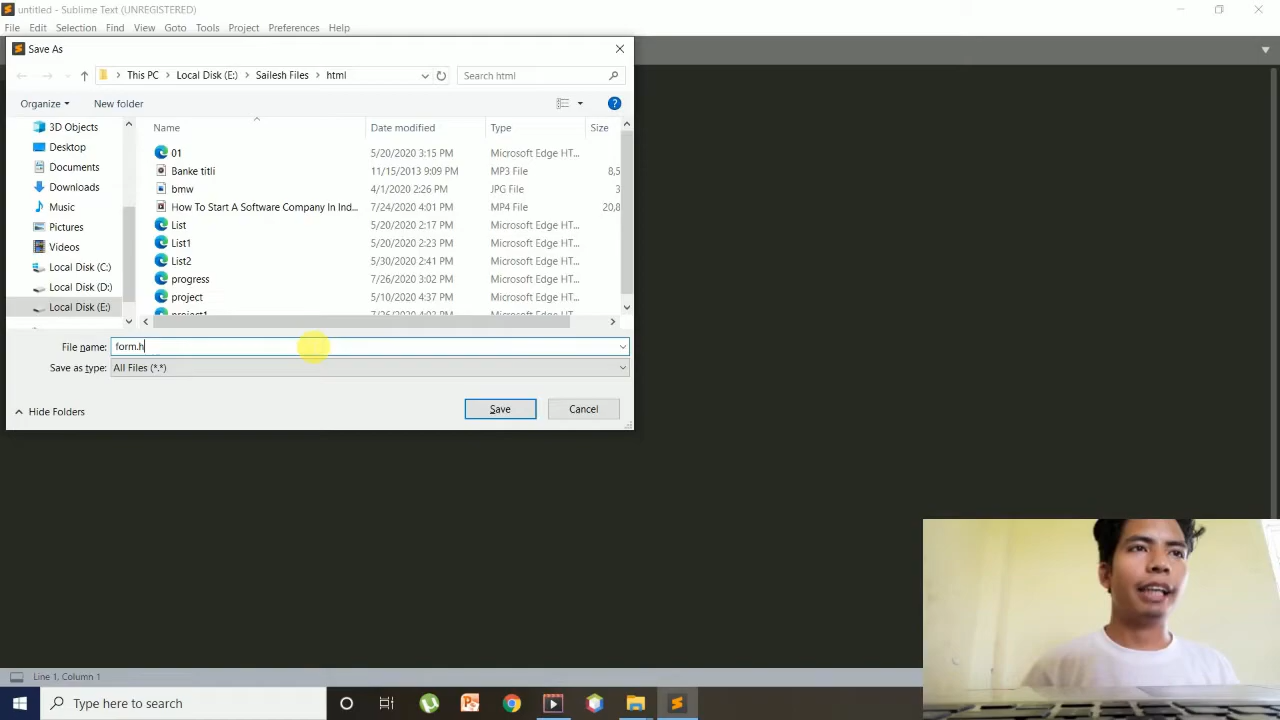 untitled - Sublime Text (UNREGISTERED)
File Edit Selection Find View Goto Tools Project Preferences Help
Save As
This PC > Local Disk (E:) > Sailesh Files > html
Search html
Organize New folder
3D Objects
Desktop
Documents
Downloads
Music
Pictures
Videos
Local Disk (C:)
Local Disk (D:)
Local Disk (E:)
Name Date modified Type Size
01 5/20/2020 3:15 PM Microsoft Edge HT...
Banke titli 11/15/2013 9:09 PM MP3 File 8,5
bmw 4/1/2020 2:26 PM JPG File 3
How To Start A Software Company In Ind... 7/24/2020 4:01 PM MP4 File 20,8
List 5/20/2020 2:17 PM Microsoft Edge HT...
List1 5/20/2020 2:23 PM Microsoft Edge HT...
List2 5/30/2020 2:41 PM Microsoft Edge HT...
progress 7/26/2020 3:02 PM Microsoft Edge HT...
project 5/10/2020 4:37 PM Microsoft Edge HT...
File name: form.h
Save as type: All Files (*.*)
Hide Folders
Save Cancel
Line 1, Column 1
Type here to search